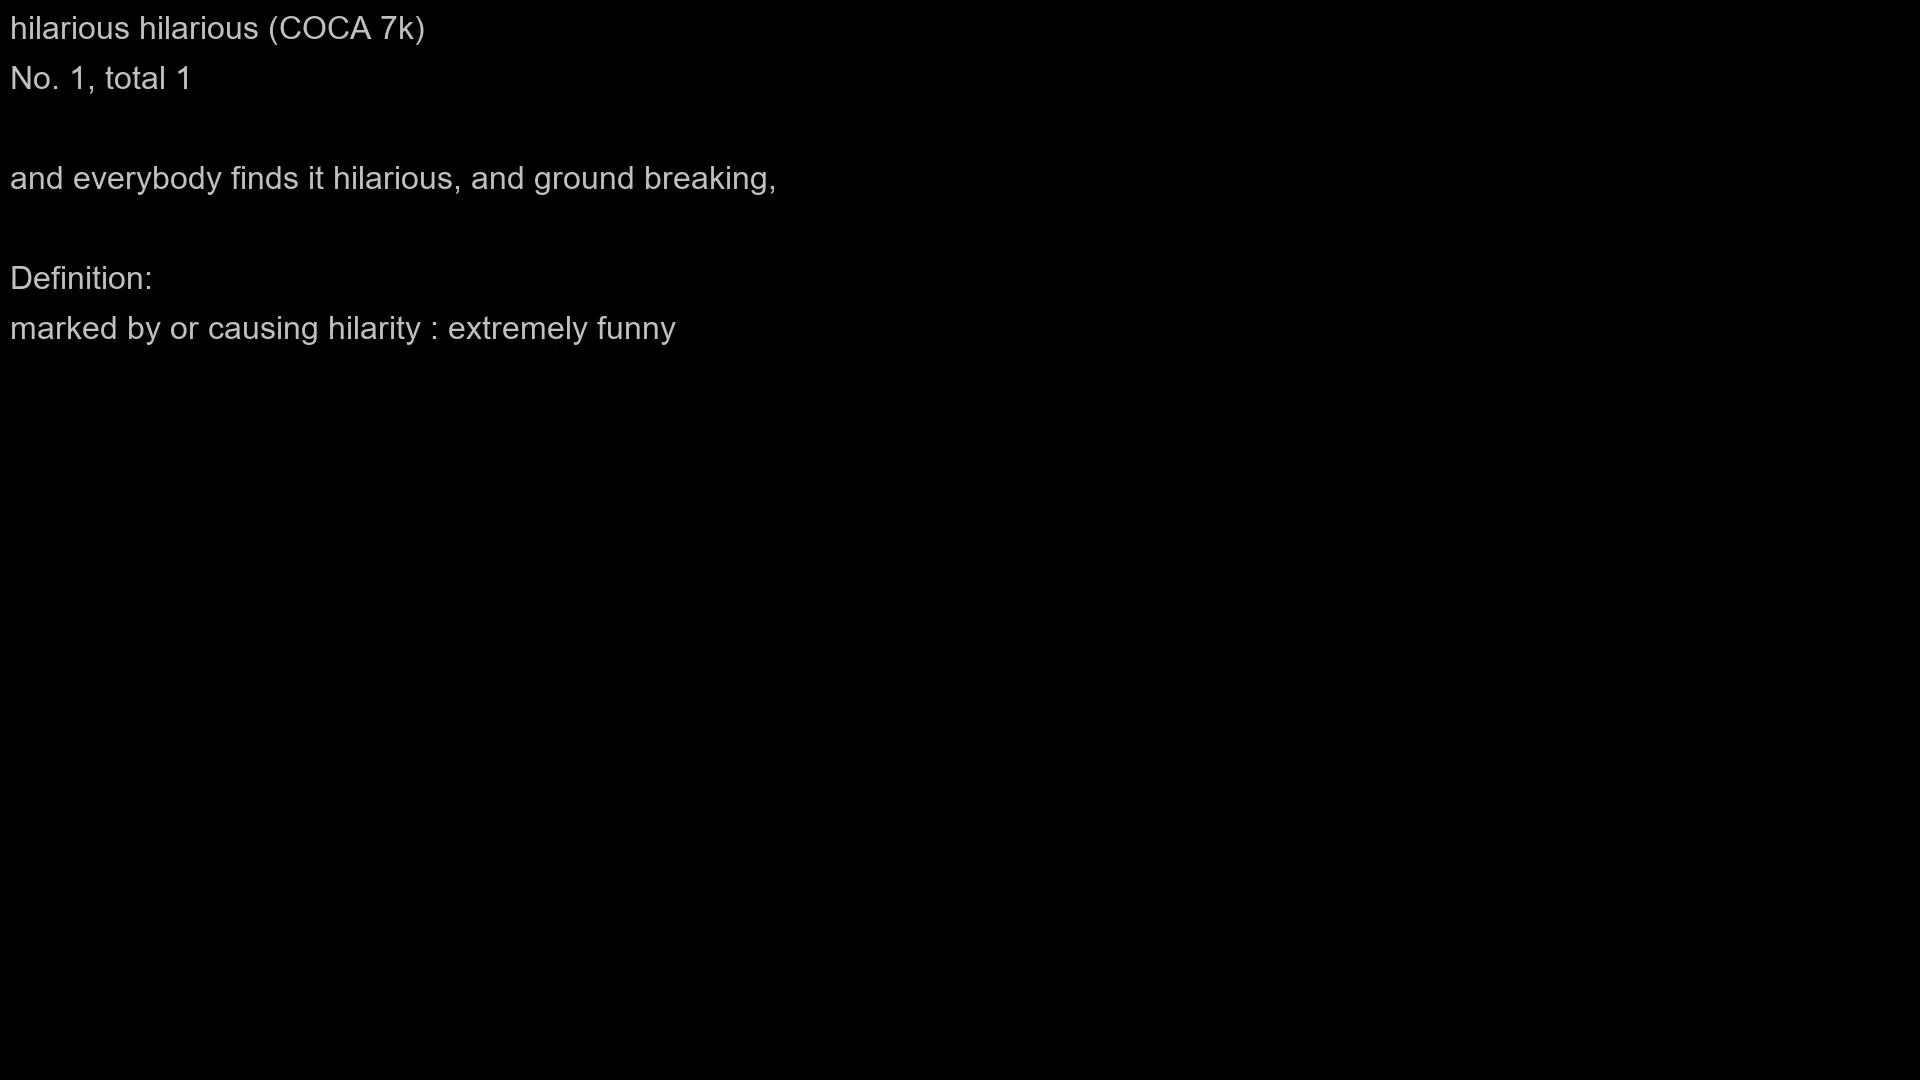 hilarious hilarious (COCA 7k)
No. 1, total 1
and everybody finds it hilarious, and ground breaking,
Definition:
marked by or causing hilarity : extremely funny